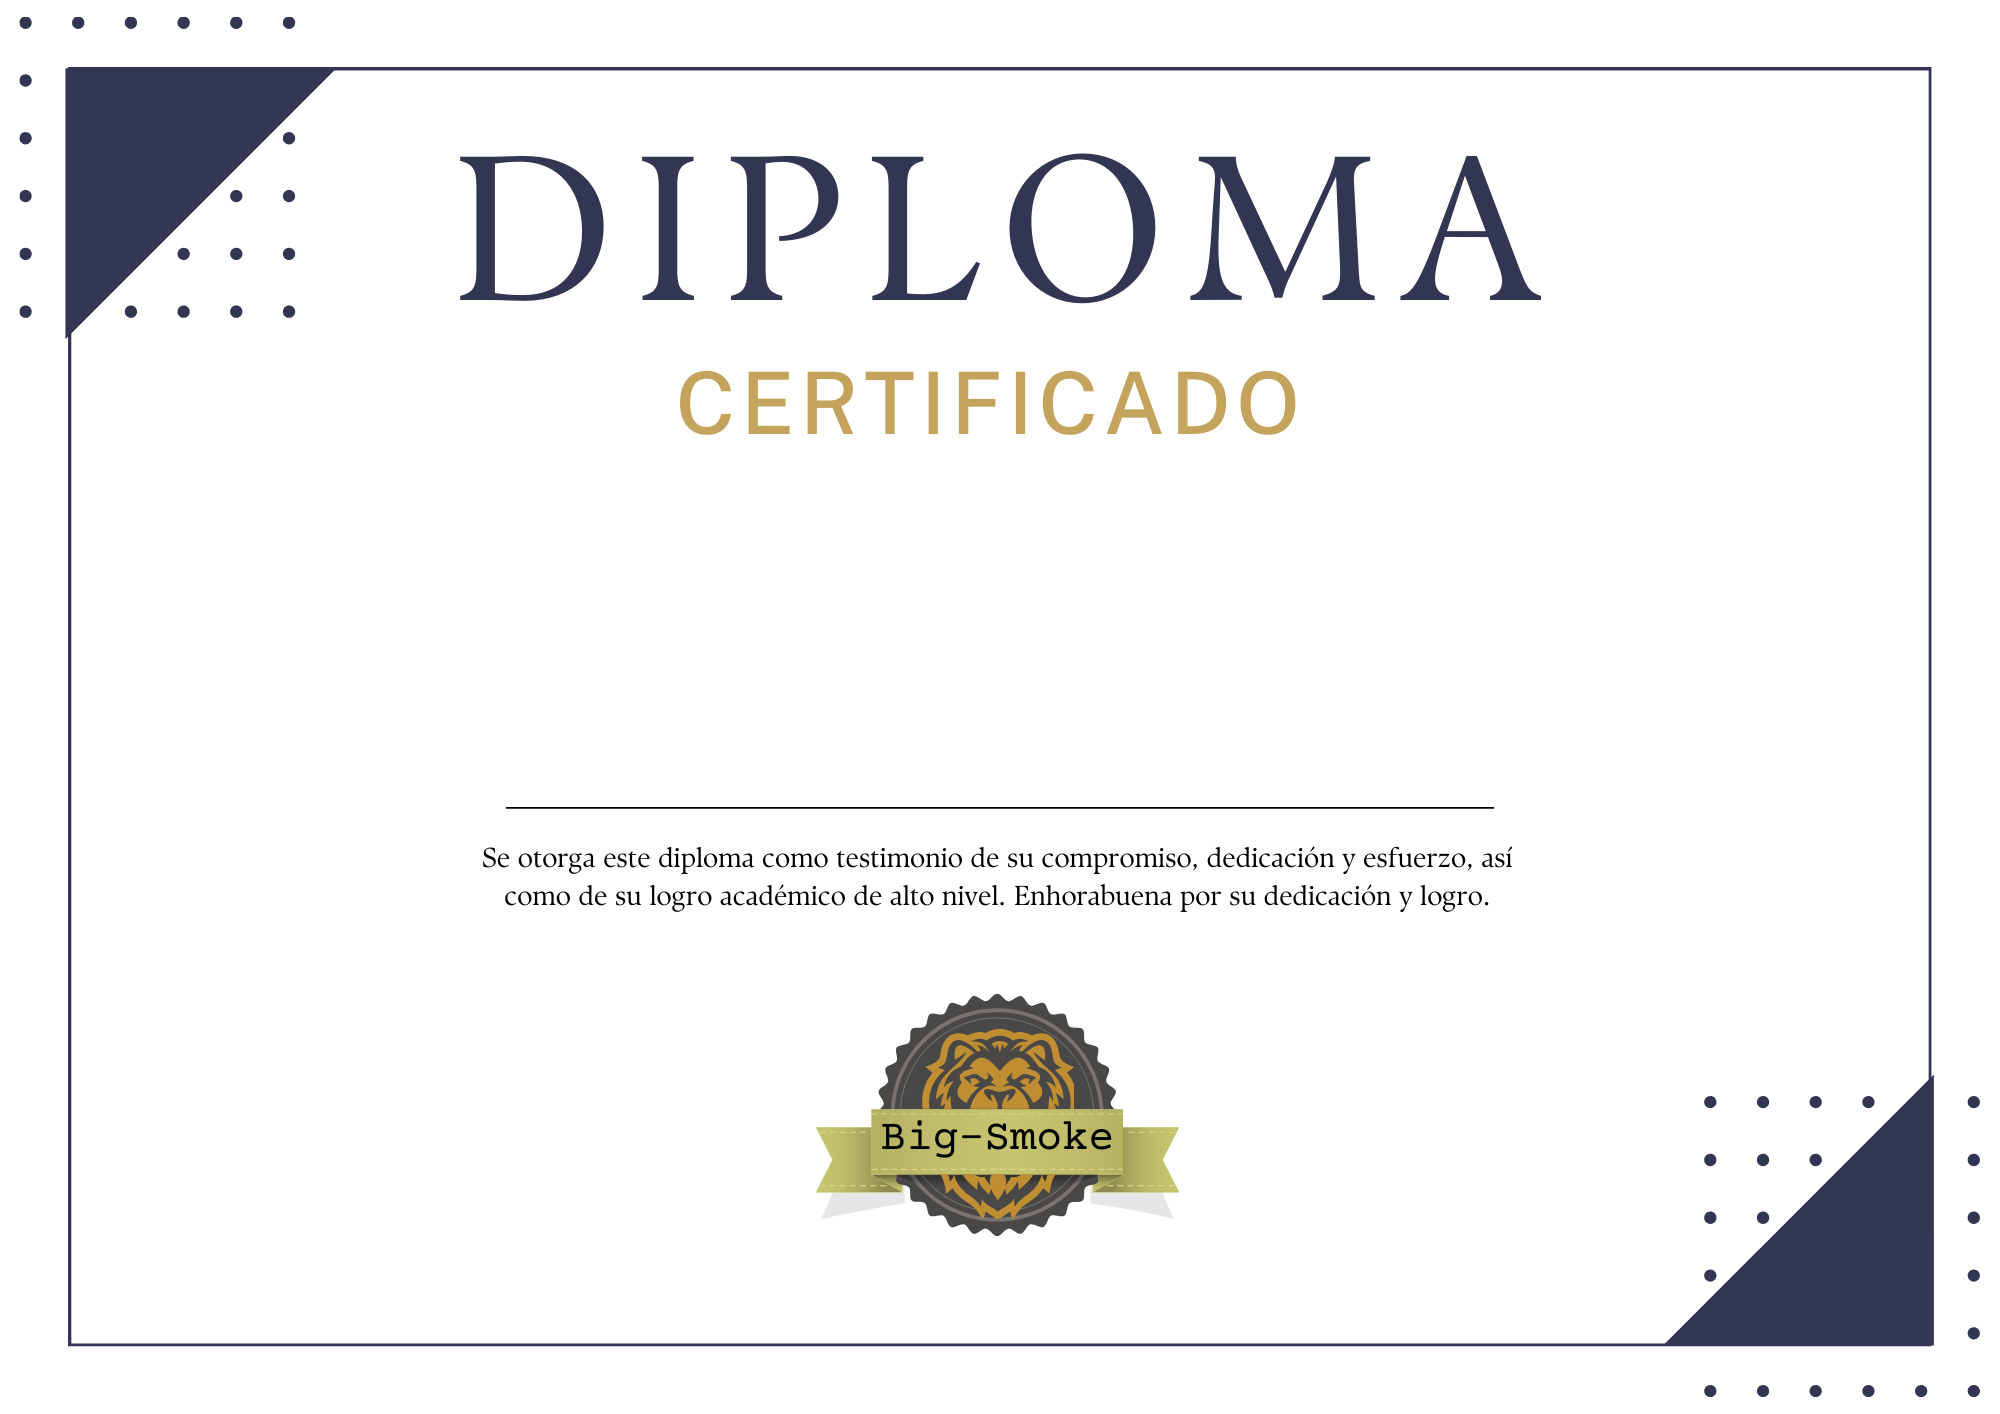 DIPLOMA
CERTIFICADO
Se otorga este diploma como testimonio de su compromiso, dedicación y esfuerzo, así
como de su logro académico de alto nivel. Enhorabuena por su dedicación y logro.
Big-Smoke